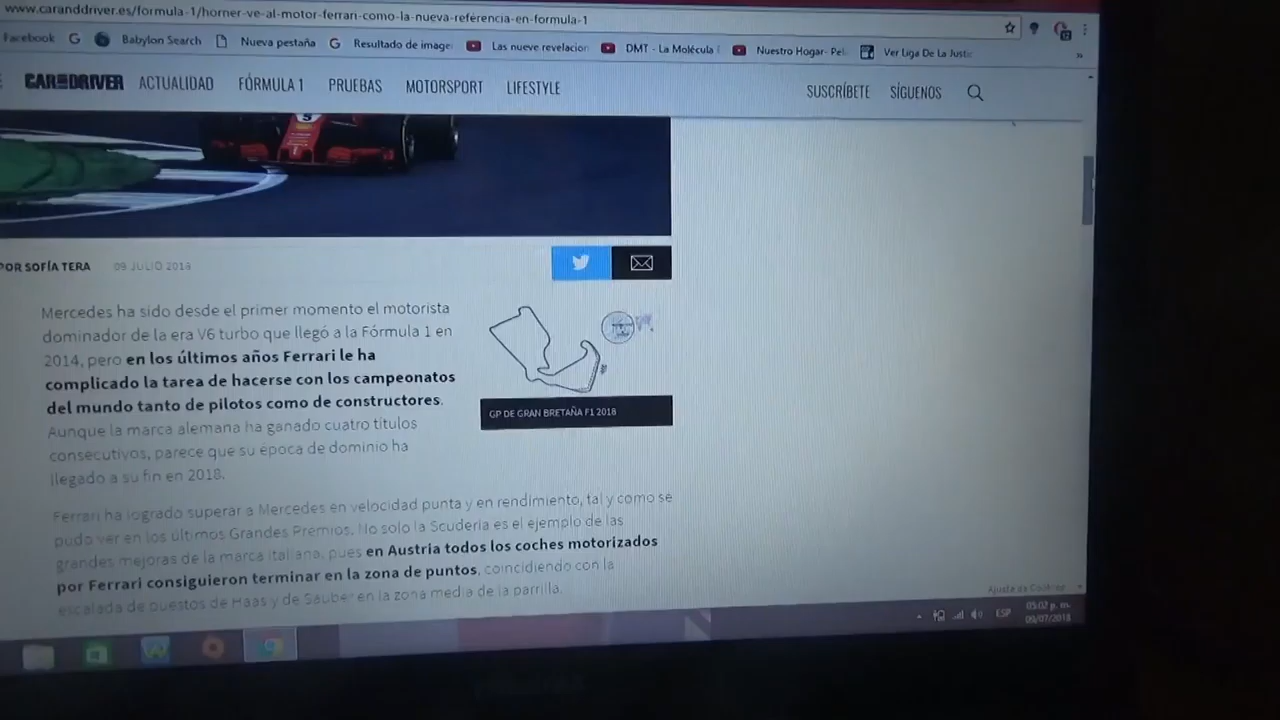 www.caranddriver.es/formula-1/horner-ve-al-motor-ferrari-como-la-nueva-referencia-en-formula-1
Facebook Babylon Search Nueva pestaña Resultado de image Las nueve revelacion DMT - La Molécula Nuestro Hogar- Pel Ver Liga De La Justic »
CAR AND DRIVER ACTUALIDAD FÓRMULA 1 PRUEBAS MOTORSPORT LIFESTYLE SUSCRÍBETE SÍGUENOS
POR SOFÍA TERA 09 JULIO 2018
Mercedes ha sido desde el primer momento el motorista
dominador de la era V6 turbo que llegó a la Fórmula 1 en
2014, pero en los últimos años Ferrari le ha
complicado la tarea de hacerse con los campeonatos
del mundo tanto de pilotos como de constructores.
Aunque la marca alemana ha ganado cuatro títulos
consecutivos, parece que su época de dominio ha
llegado a su fin en 2018.
GP DE GRAN BRETAÑA F1 2018
Ferrari ha logrado superar a Mercedes en velocidad punta y en rendimiento, tal y como se
pudo ver en los últimos Grandes Premios. No solo la Scuderia es el ejemplo de las
grandes mejoras de la marca italiana, pues en Austria todos los coches motorizados
por Ferrari consiguieron terminar en la zona de puntos, coincidiendo con la
escalada de puestos de Haas y de Sauber en la zona media de la parrilla.
Ajuste de Cookies
ESP 05:02 p. m.
09/07/2018